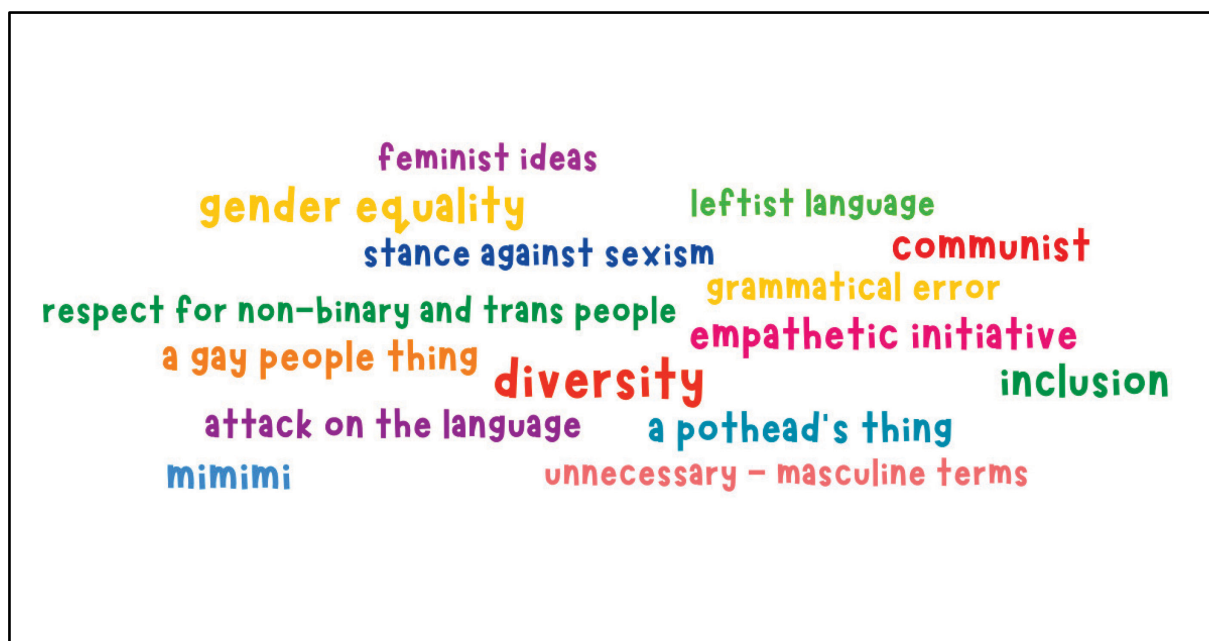 feminist ideas
gender equality
leftist language
stance against sexism
communist
grammatical error
respect for non-binary and trans people
empathetic initiative
a gay people thing
diversity
inclusion
attack on the language
a pothead's thing
mimimi
unnecessary – masculine terms